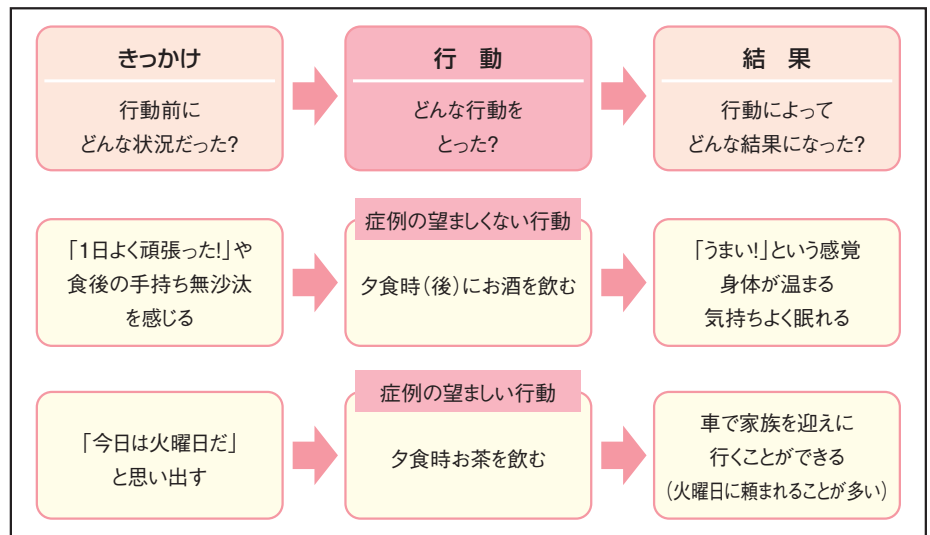 きっかけ
行動前に
どんな状況だった?
行 動
どんな行動を
とった?
結 果
行動によって
どんな結果になった?
「1日よく頑張った!」や
食後の手持ち無沙汰
を感じる
症例の望ましくない行動
夕食時(後)にお酒を飲む
「うまい!」という感覚
身体が温まる
気持ちよく眠れる
「今日は火曜日だ」
と思い出す
症例の望ましい行動
夕食時お茶を飲む
車で家族を迎えに
行くことができる
(火曜日に頼まれることが多い)